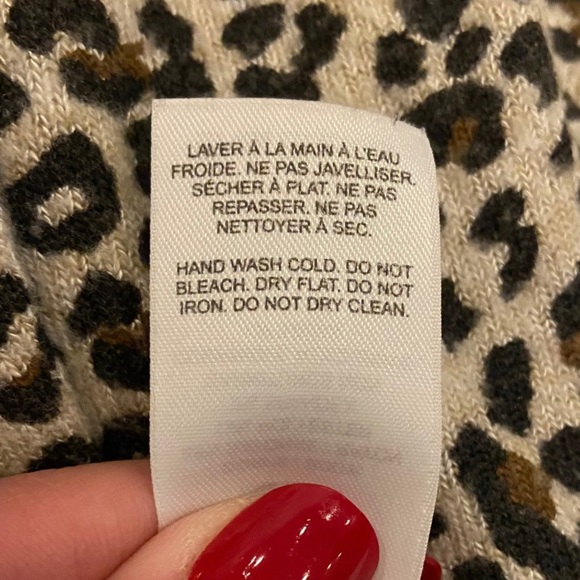 LAVER À LA MAIN À L'EAU
FROIDE. NE PAS JAVELLISER.
SÉCHER À PLAT. NE PAS
REPASSER. NE PAS
NETTOYER À SEC.
HAND WASH COLD. DO NOT
BLEACH. DRY FLAT. DO NOT
IRON. DO NOT DRY CLEAN.